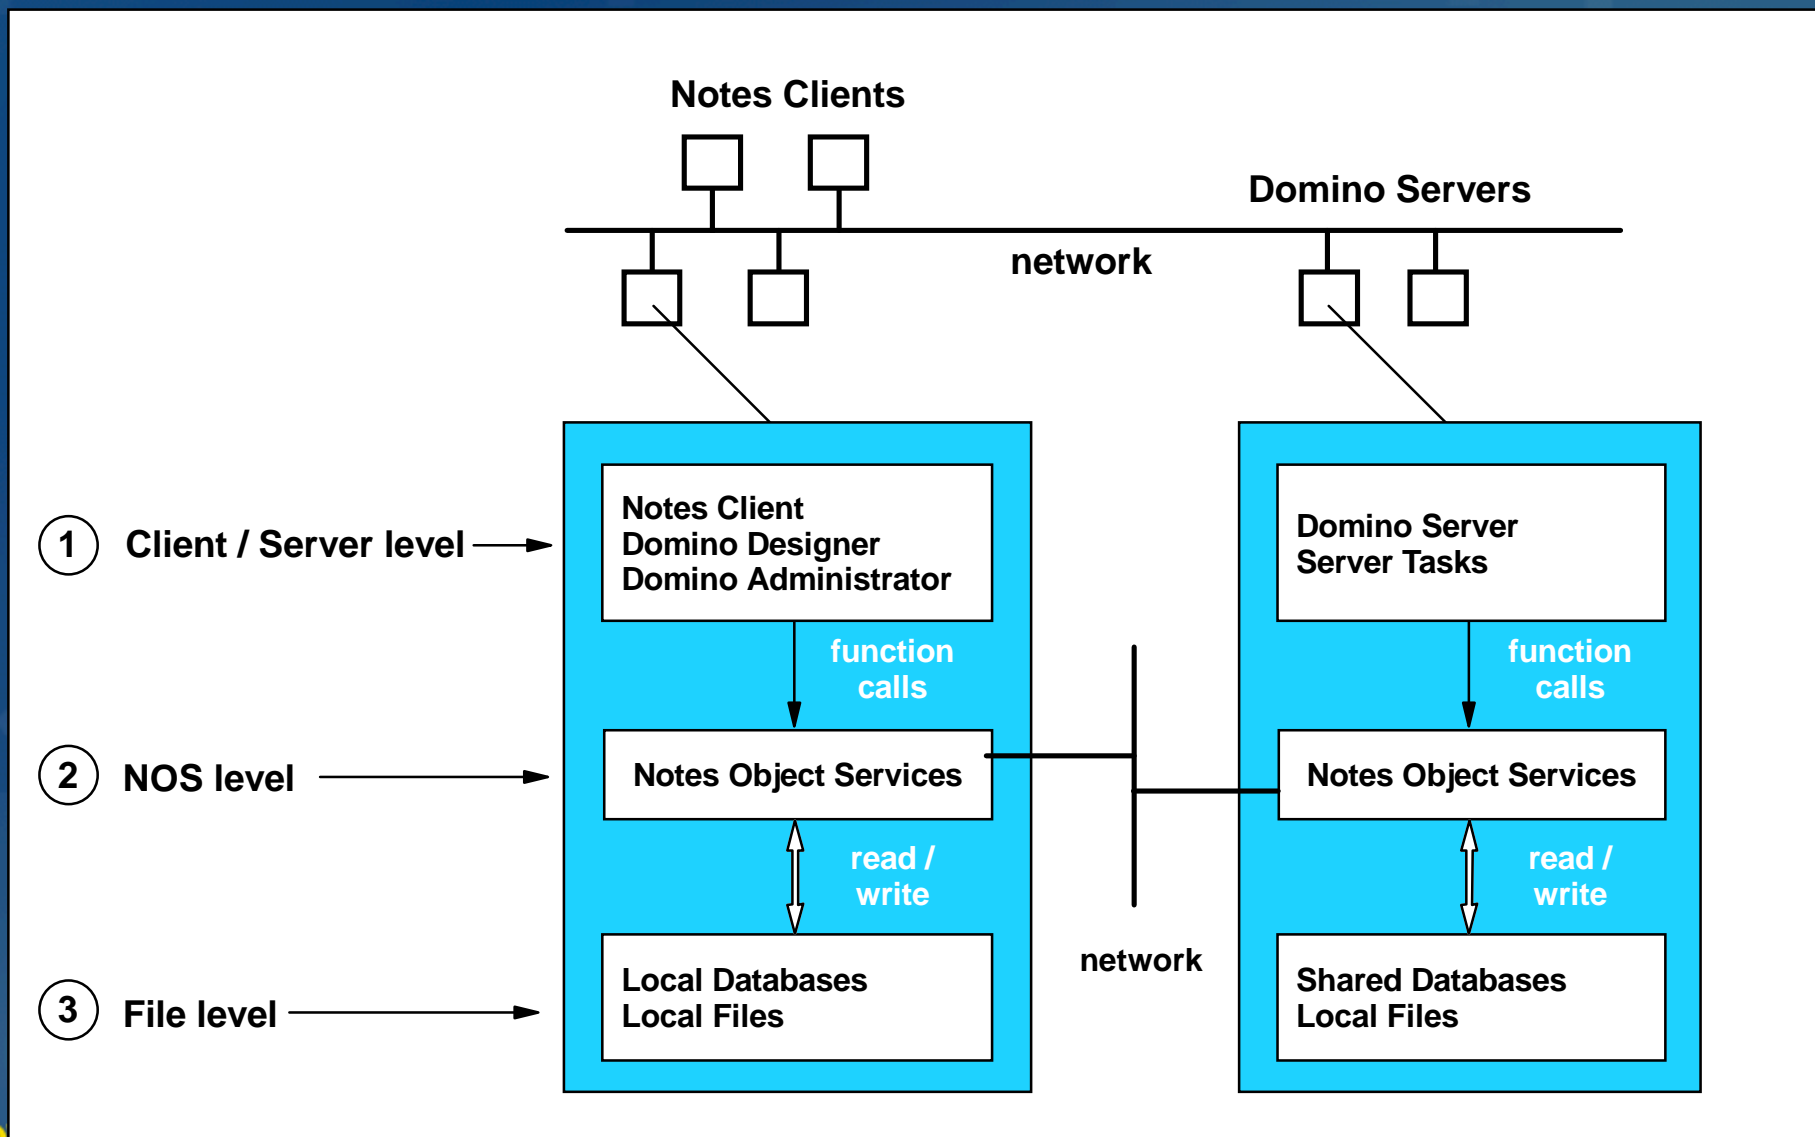 Notes Clients
Domino Servers
network
1 Client / Server level
Notes Client
Domino Designer
Domino Administrator
Domino Server
Server Tasks
function
calls
function
calls
2 NOS level
Notes Object Services
Notes Object Services
read /
write
read /
write
network
3 File level
Local Databases
Local Files
Shared Databases
Local Files